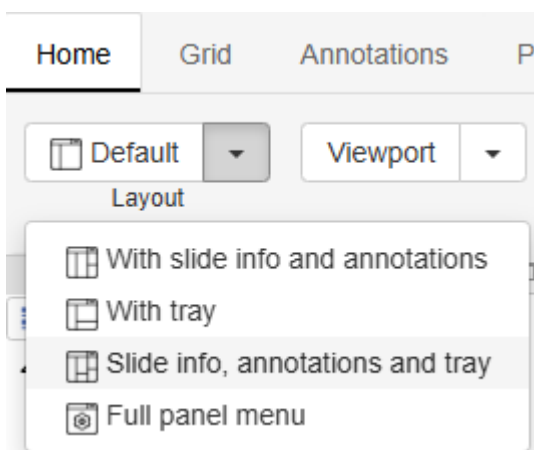 Home Grid Annotations P
Default Viewport
Layout
With slide info and annotations
With tray
Slide info, annotations and tray
Full panel menu